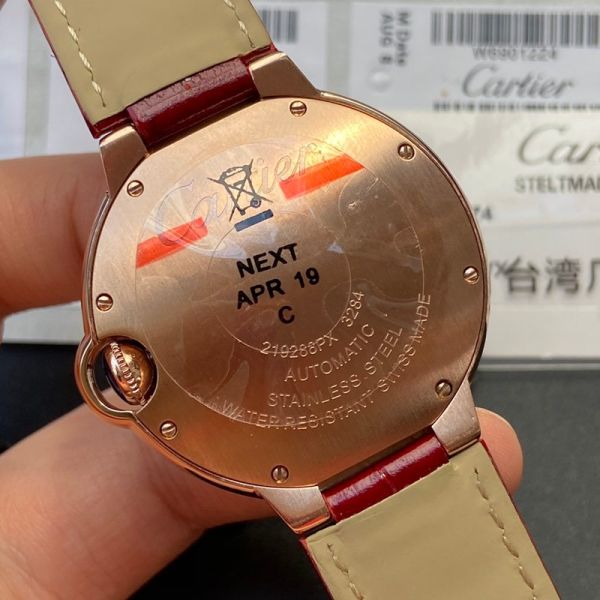 M Date
AUG 8
W6901224
Cartier
Car
STELTMA
74
台湾厂
Cartier
NEXT
APR 19
C
219288PX 3284
AUTOMATIC
STAINLESS STEEL
WATER RESISTANT SWISS MADE